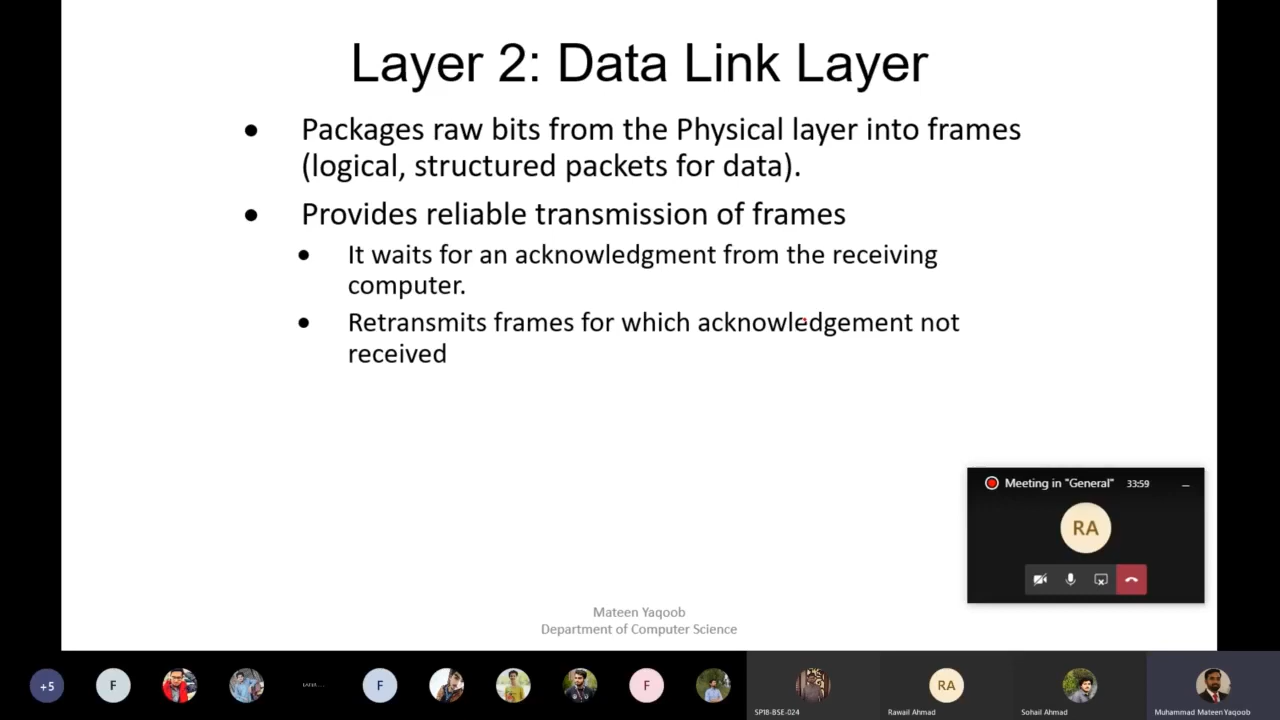 Layer 2: Data Link Layer
• Packages raw bits from the Physical layer into frames
(logical, structured packets for data).
• Provides reliable transmission of frames
• It waits for an acknowledgment from the receiving
computer.
• Retransmits frames for which acknowledgement not
received
Meeting in "General" 33:59
RA
Mateen Yaqoob
Department of Computer Science
+5
F
F
F
RA
SP18-BSE-024
Rawail Ahmad
Sohail Ahmad
Muhammad Mateen Yaqoob